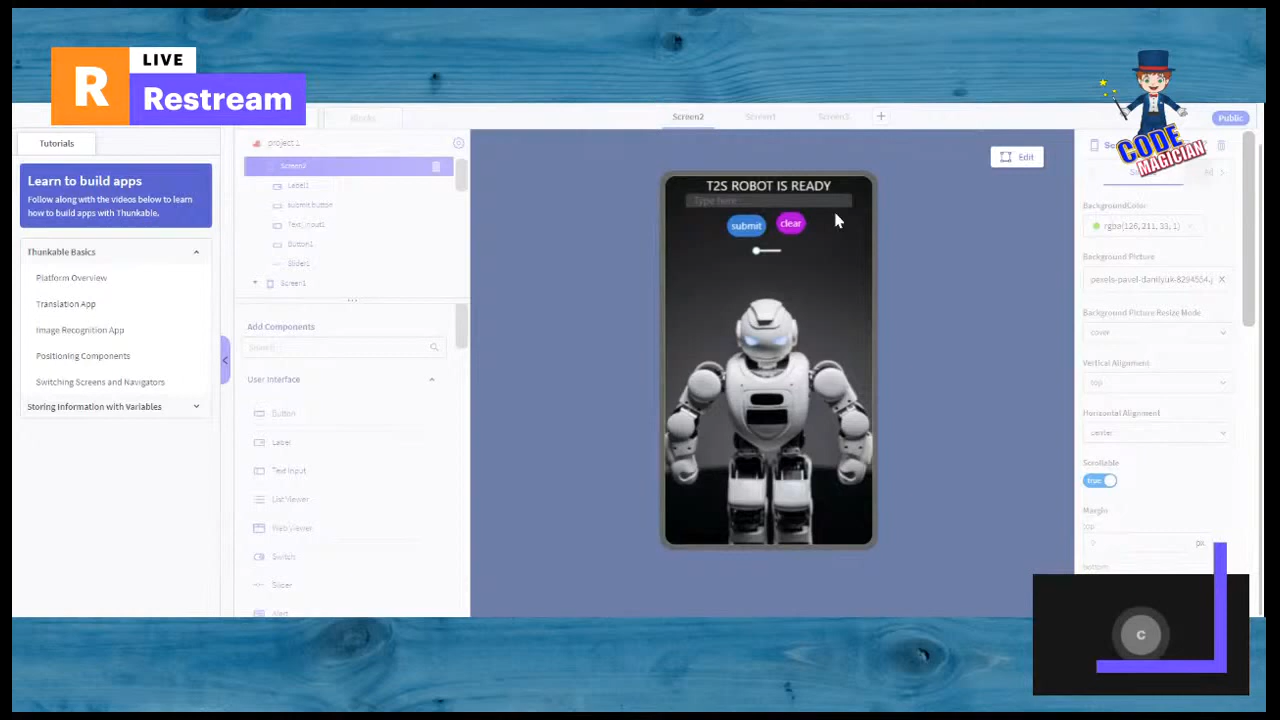 R
LIVE
Restream
CODE
MAGICIAN
Blocks
Screen2
Screen1
Screen3
+
Public
Tutorials
Learn to build apps
Follow along with the videos below to learn
how to build apps with Thunkable.
Thunkable Basics
Platform Overview
Translation App
Image Recognition App
Positioning Components
Switching Screens and Navigators
Storing Information with Variables
project 1
Screen2
Label1
submit button
Text_Input1
Button1
Slider1
Screen1
Add Components
Search
User Interface
Button
Label
Text Input
List Viewer
Web Viewer
Switch
Slider
Alert
Edit
T2S ROBOT IS READY
Type here
submit
clear
BackgroundColor
rgba(126, 211, 33, 1)
Background Picture
Background Picture Resize Mode
cover
Vertical Alignment
top
Horizontal Alignment
center
Scrollable
true
Margin
top
px
bottom
C